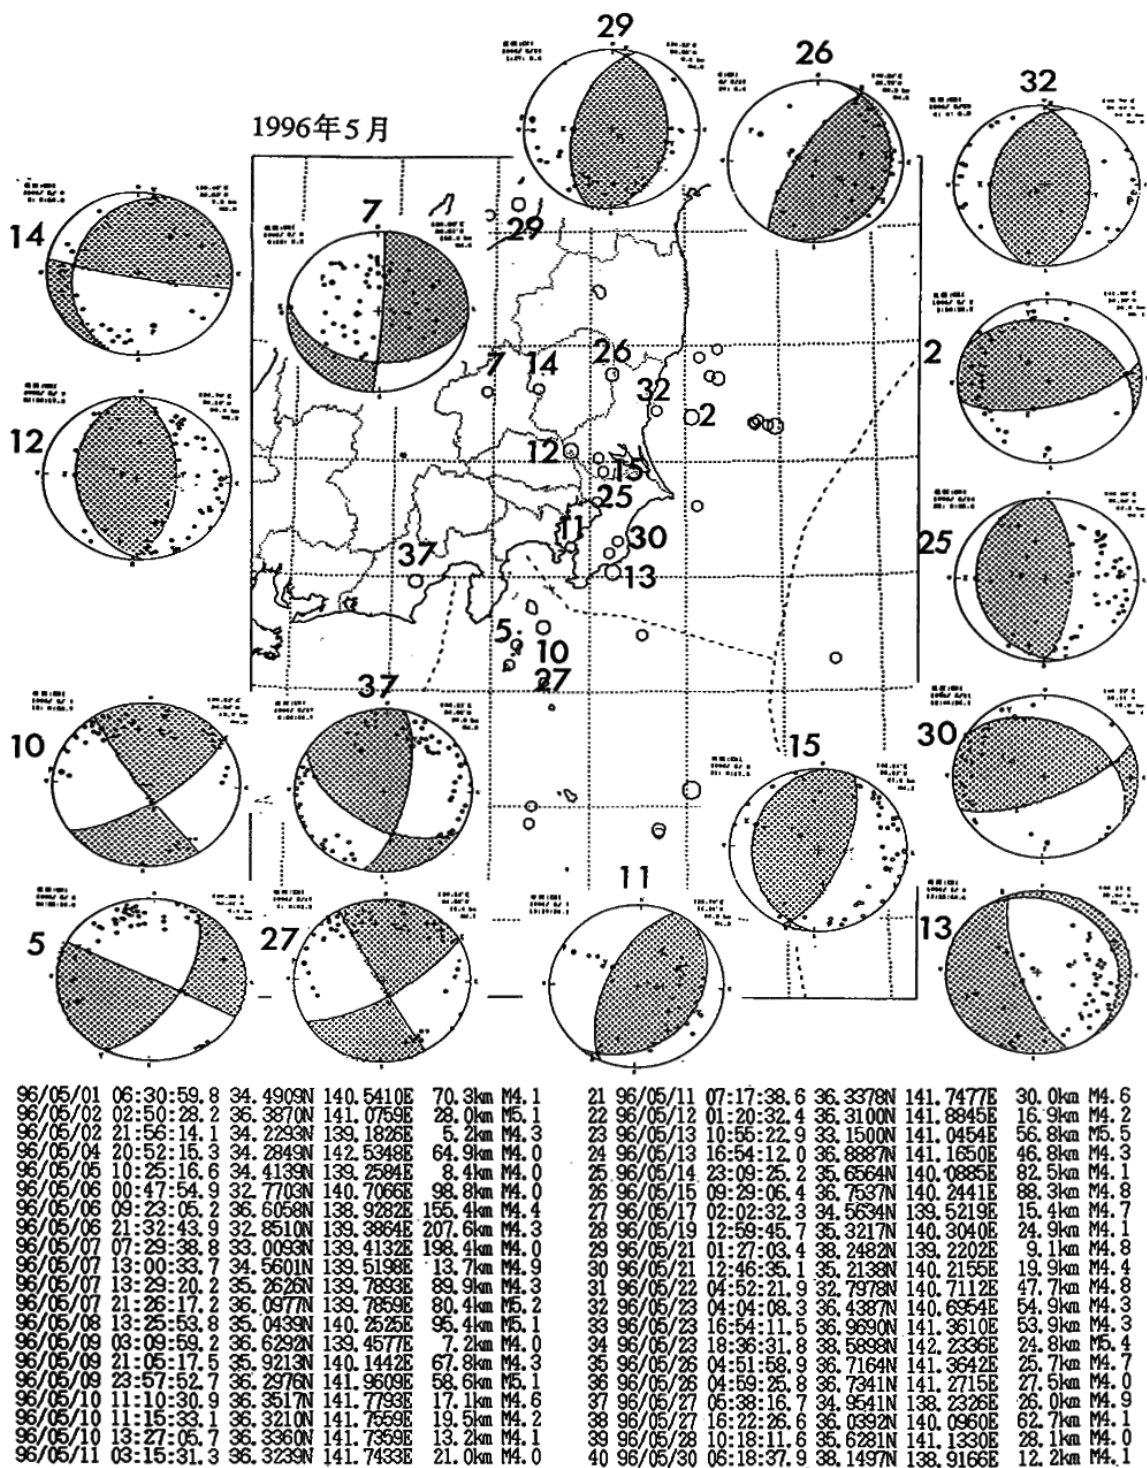 29
26
32
1996年5月
14
7
29
26
7
14
32
2
2
12
12
15
25
25
11
30
37
13
5
10
27
37
10
15
30
11
5
27
13
96/05/01 06:30:59.8 34.4909N 140.5410E 70.3km M4.1
96/05/02 02:50:28.2 36.3870N 141.0759E 28.0km M5.1
96/05/02 21:56:14.1 34.2293N 139.1826E 5.2km M4.3
96/05/04 20:52:15.3 34.2849N 142.5348E 64.9km M4.0
96/05/05 10:25:16.6 34.4139N 139.2584E 8.4km M4.0
96/05/06 00:47:54.9 32.7703N 140.7066E 98.8km M4.0
96/05/06 09:23:05.2 36.6058N 138.9282E 155.4km M4.4
96/05/06 21:32:43.9 32.8510N 139.3864E 207.6km M4.3
96/05/07 07:29:38.8 33.0093N 139.4132E 198.4km M4.0
96/05/07 13:00:33.7 34.5601N 139.5198E 13.7km M4.9
96/05/07 13:29:20.2 35.2626N 139.7893E 89.9km M4.3
96/05/07 21:26:17.2 36.0977N 139.7859E 80.4km M5.2
96/05/08 13:25:53.8 35.0439N 140.2525E 95.4km M5.1
96/05/09 03:09:59.2 36.6292N 139.4577E 7.2km M4.0
96/05/09 21:05:17.5 35.9213N 140.1442E 67.8km M4.3
96/05/09 23:57:52.7 36.2976N 141.9609E 58.6km M5.1
96/05/10 11:10:30.9 36.3517N 141.7793E 17.1km M4.6
96/05/10 11:15:33.1 36.3210N 141.7559E 19.5km M4.2
96/05/10 13:27:05.7 36.3360N 141.7359E 13.2km M4.1
96/05/11 03:15:31.3 36.3239N 141.7433E 21.0km M4.0
21 96/05/11 07:17:38.6 36.3378N 141.7477E 30.0km M4.6
22 96/05/12 01:20:32.4 36.3100N 141.8845E 16.9km M4.2
23 96/05/13 10:55:22.9 33.1500N 141.0454E 56.8km M5.5
24 96/05/13 16:54:12.0 36.8887N 141.1650E 46.8km M4.3
25 96/05/14 23:09:25.2 35.6564N 140.0885E 82.5km M4.1
26 96/05/15 09:29:06.4 36.7537N 140.2441E 88.3km M4.8
27 96/05/17 02:02:32.3 34.5634N 139.5219E 15.4km M4.7
28 96/05/19 12:59:45.7 35.3217N 140.3040E 24.9km M4.1
29 96/05/21 01:27:03.4 38.2482N 139.2202E 9.1km M4.8
30 96/05/21 12:46:35.1 35.2138N 140.2155E 19.9km M4.4
31 96/05/22 04:52:21.9 32.7978N 140.7112E 47.7km M4.8
32 96/05/23 04:04:08.3 36.4387N 140.6954E 54.9km M4.3
33 96/05/23 16:54:11.5 36.9690N 141.3610E 53.9km M4.3
34 96/05/23 18:36:31.8 38.5898N 142.2336E 24.8km M5.4
35 96/05/26 04:51:58.9 36.7164N 141.3642E 25.7km M4.7
36 96/05/26 04:59:25.8 36.7341N 141.2715E 27.5km M4.0
37 96/05/27 05:38:16.7 34.9541N 138.2326E 26.0km M4.9
38 96/05/27 16:22:26.6 36.0392N 140.0960E 62.7km M4.1
39 96/05/28 10:18:11.6 35.6281N 141.1330E 28.1km M4.0
40 96/05/30 06:18:37.9 38.1497N 138.9166E 12.2km M4.1